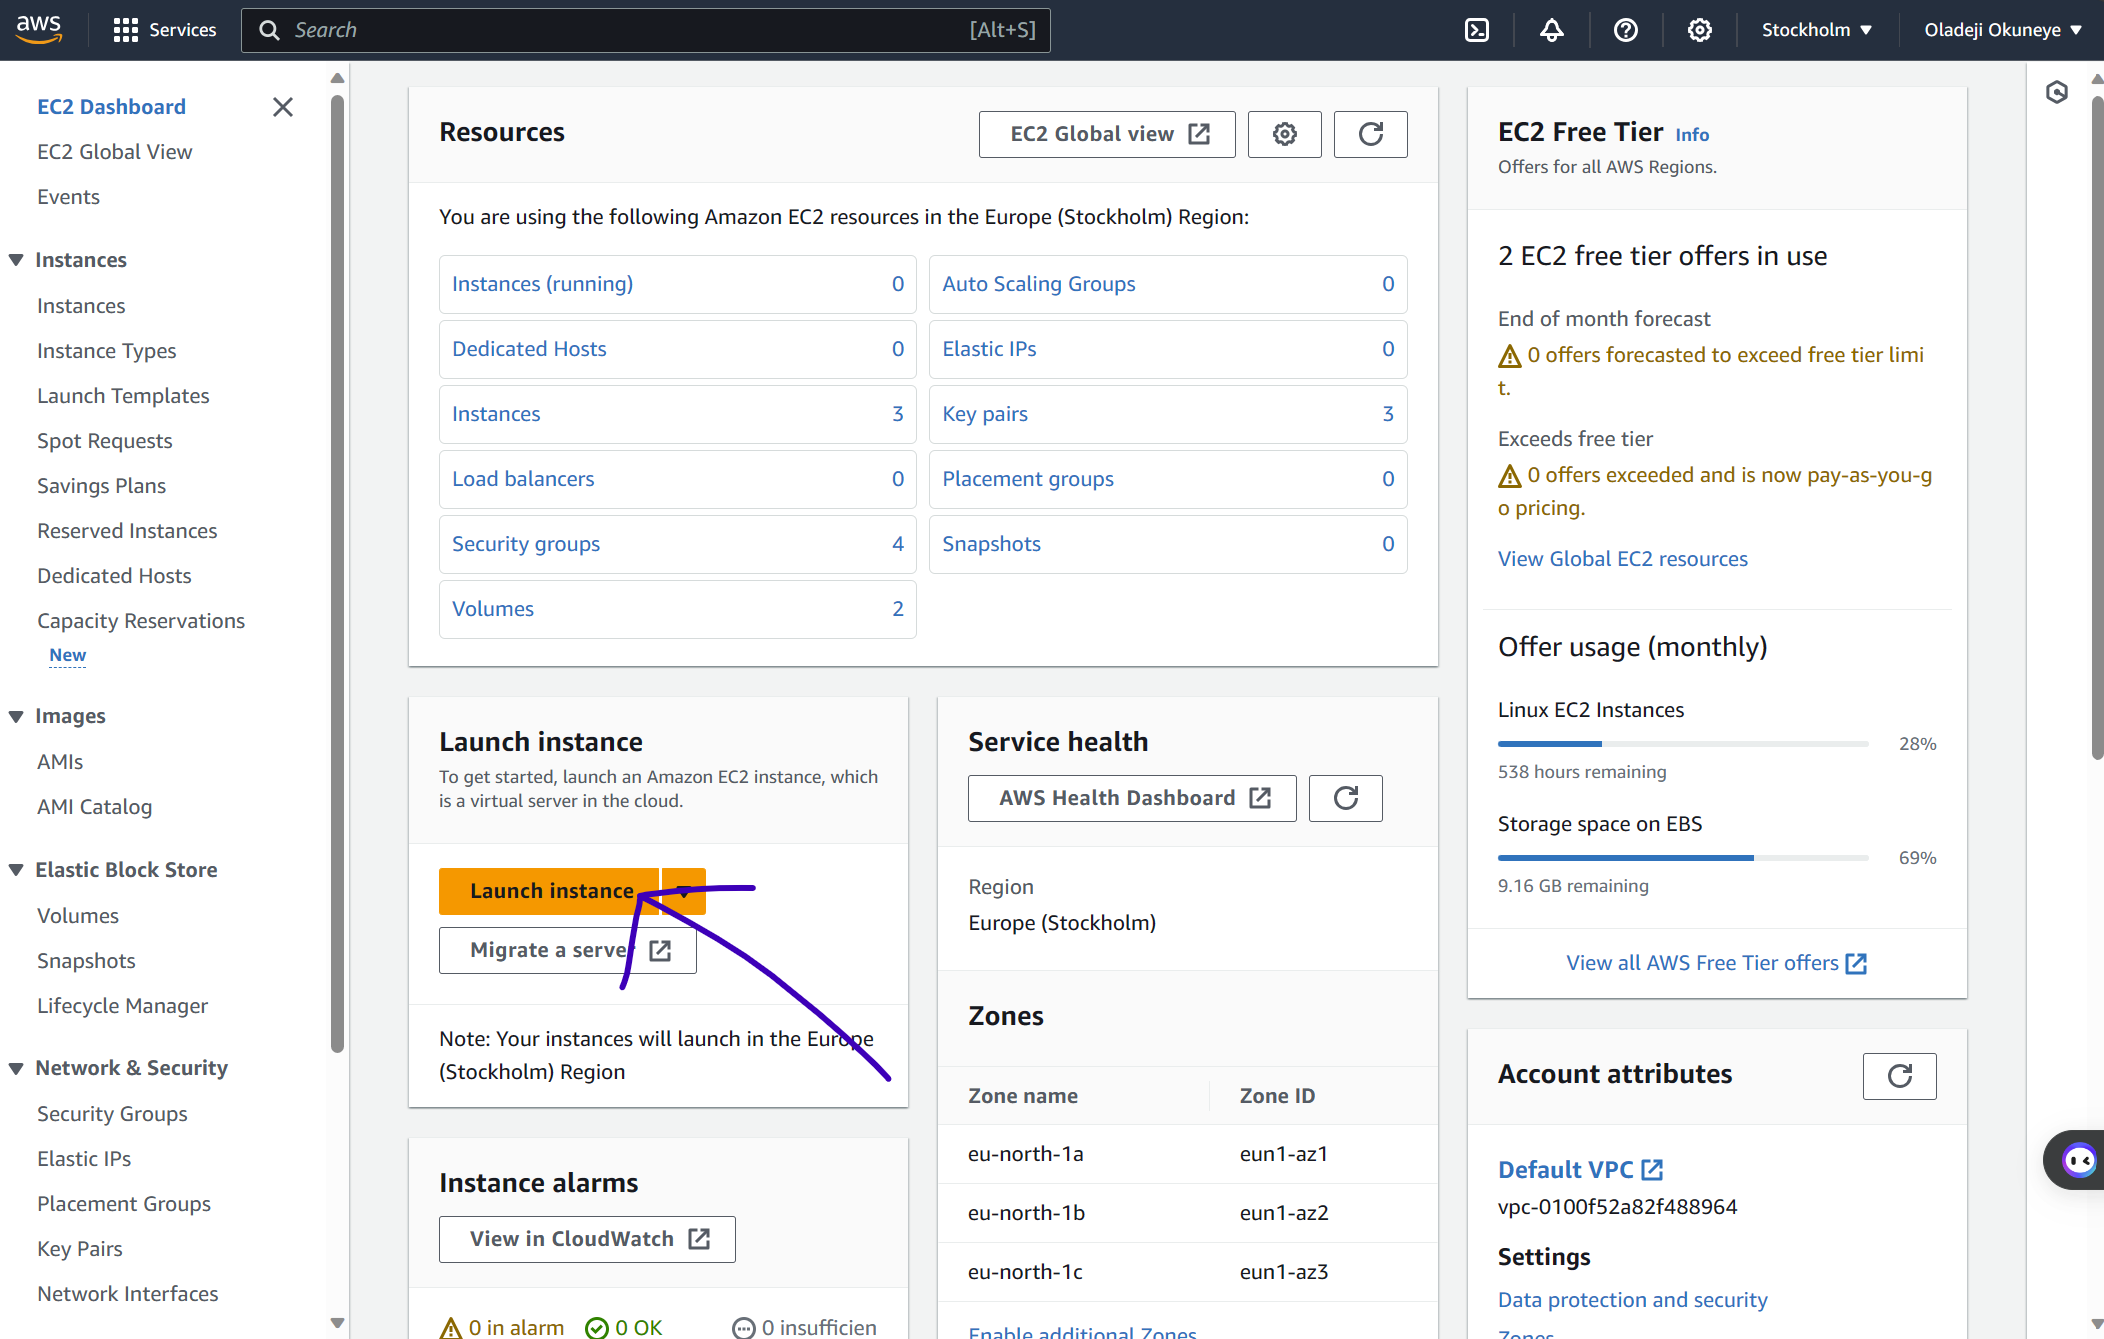 aws
Services
Search
[Alt+S]
Stockholm
Oladeji Okuneye
EC2 Dashboard
EC2 Global View
Events
Instances
Instances
Instance Types
Launch Templates
Spot Requests
Savings Plans
Reserved Instances
Dedicated Hosts
Capacity Reservations
New
Images
AMIs
AMI Catalog
Elastic Block Store
Volumes
Snapshots
Lifecycle Manager
Network & Security
Security Groups
Elastic IPs
Placement Groups
Key Pairs
Network Interfaces
Resources
EC2 Global view
You are using the following Amazon EC2 resources in the Europe (Stockholm) Region:
Instances (running) 0
Auto Scaling Groups 0
Dedicated Hosts 0
Elastic IPs 0
Instances 3
Key pairs 3
Load balancers 0
Placement groups 0
Security groups 4
Snapshots 0
Volumes 2
Launch instance
To get started, launch an Amazon EC2 instance, which
is a virtual server in the cloud.
Launch instance
Migrate a server
Note: Your instances will launch in the Europe
(Stockholm) Region
Instance alarms
View in CloudWatch
0 in alarm
0 OK
0 insufficien
Service health
AWS Health Dashboard
Region
Europe (Stockholm)
Zones
Zone name
Zone ID
eu-north-1a
eun1-az1
eu-north-1b
eun1-az2
eu-north-1c
eun1-az3
Enable additional Zones
EC2 Free Tier Info
Offers for all AWS Regions.
2 EC2 free tier offers in use
End of month forecast
0 offers forecasted to exceed free tier limi
t.
Exceeds free tier
0 offers exceeded and is now pay-as-you-g
o pricing.
View Global EC2 resources
Offer usage (monthly)
Linux EC2 Instances
28%
538 hours remaining
Storage space on EBS
69%
9.16 GB remaining
View all AWS Free Tier offers
Account attributes
Default VPC
vpc-0100f52a82f488964
Settings
Data protection and security
Zones